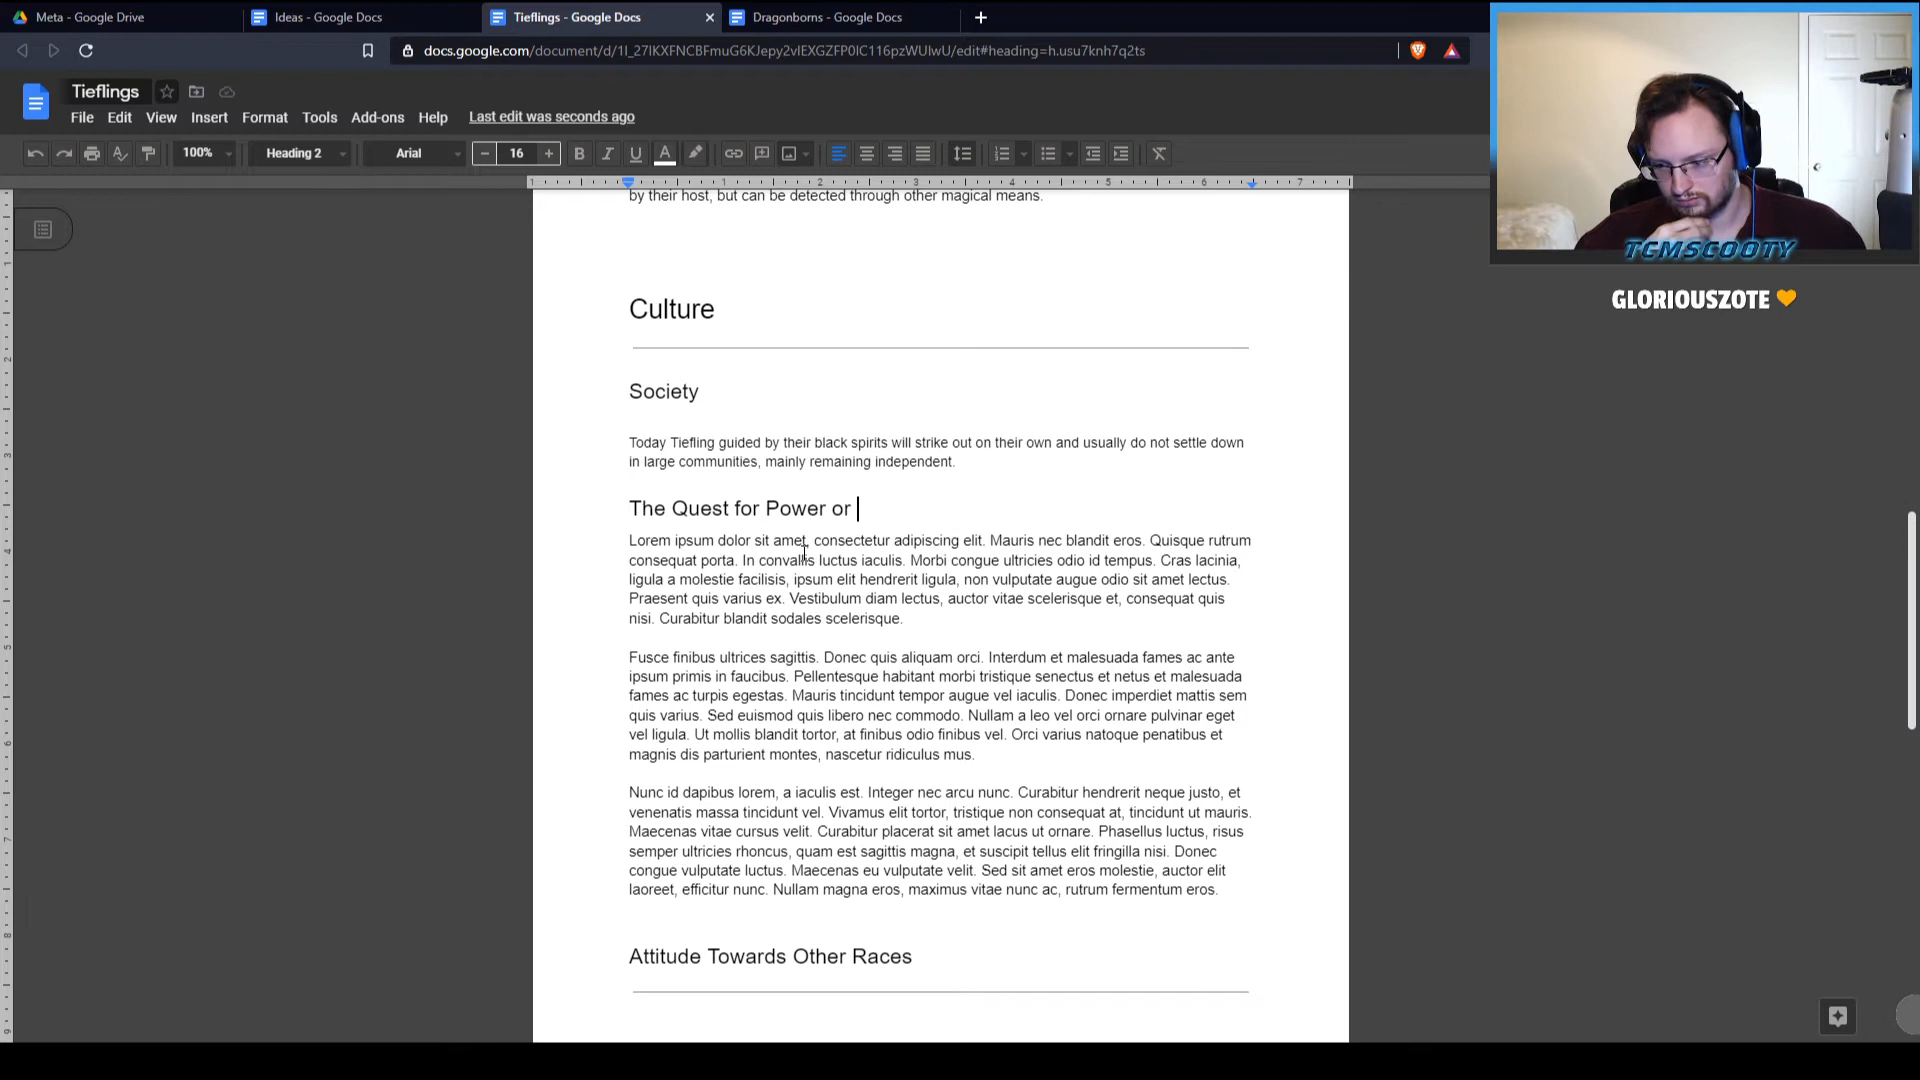 Meta - Google Drive
Ideas - Google Docs
Tieflings - Google Docs
Dragonborns - Google Docs
docs.google.com/document/d/1I_27IKXFNCBFmuG6KJepy2vIEXGZFP0IC116pzWUIwU/edit#heading=h.usu7knh7q2ts
Tieflings
File Edit View Insert Format Tools Add-ons Help Last edit was seconds ago
100% Heading 2 Arial 16
by their host, but can be detected through other magical means.
Culture
Society
Today Tiefling guided by their black spirits will strike out on their own and usually do not settle down
in large communities, mainly remaining independent.
The Quest for Power or
Lorem ipsum dolor sit amet, consectetur adipiscing elit. Mauris nec blandit eros. Quisque rutrum
consequat porta. In convallis luctus iaculis. Morbi congue ultricies odio id tempus. Cras lacinia,
ligula a molestie facilisis, ipsum elit hendrerit ligula, non vulputate augue odio sit amet lectus.
Praesent quis varius ex. Vestibulum diam lectus, auctor vitae scelerisque et, consequat quis
nisi. Curabitur blandit sodales scelerisque.
Fusce finibus ultrices sagittis. Donec quis aliquam orci. Interdum et malesuada fames ac ante
ipsum primis in faucibus. Pellentesque habitant morbi tristique senectus et netus et malesuada
fames ac turpis egestas. Mauris tincidunt tempor augue vel iaculis. Donec imperdiet mattis sem
quis varius. Sed euismod quis libero nec commodo. Nullam a leo vel orci ornare pulvinar eget
vel ligula. Ut mollis blandit tortor, at finibus odio finibus vel. Orci varius natoque penatibus et
magnis dis parturient montes, nascetur ridiculus mus.
Nunc id dapibus lorem, a iaculis est. Integer nec arcu nunc. Curabitur hendrerit neque justo, et
venenatis massa tincidunt vel. Vivamus elit tortor, tristique non consequat at, tincidunt ut mauris.
Maecenas vitae cursus velit. Curabitur placerat sit amet lacus ut ornare. Phasellus luctus, risus
semper ultricies rhoncus, quam est sagittis magna, et suscipit tellus elit fringilla nisi. Donec
congue vulputate luctus. Maecenas eu vulputate velit. Sed sit amet eros molestie, auctor elit
laoreet, efficitur nunc. Nullam magna eros, maximus vitae nunc ac, rutrum fermentum eros.
Attitude Towards Other Races
TCMSCOOTY
GLORIOUSZOTE